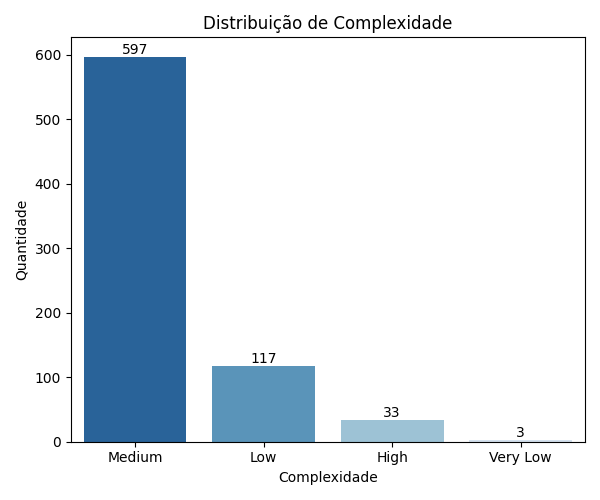 Distribuição de Complexidade
597
600
500
400
300
200
117
100
33
3
0
Quantidade
Medium
Low
High
Very Low
Complexidade